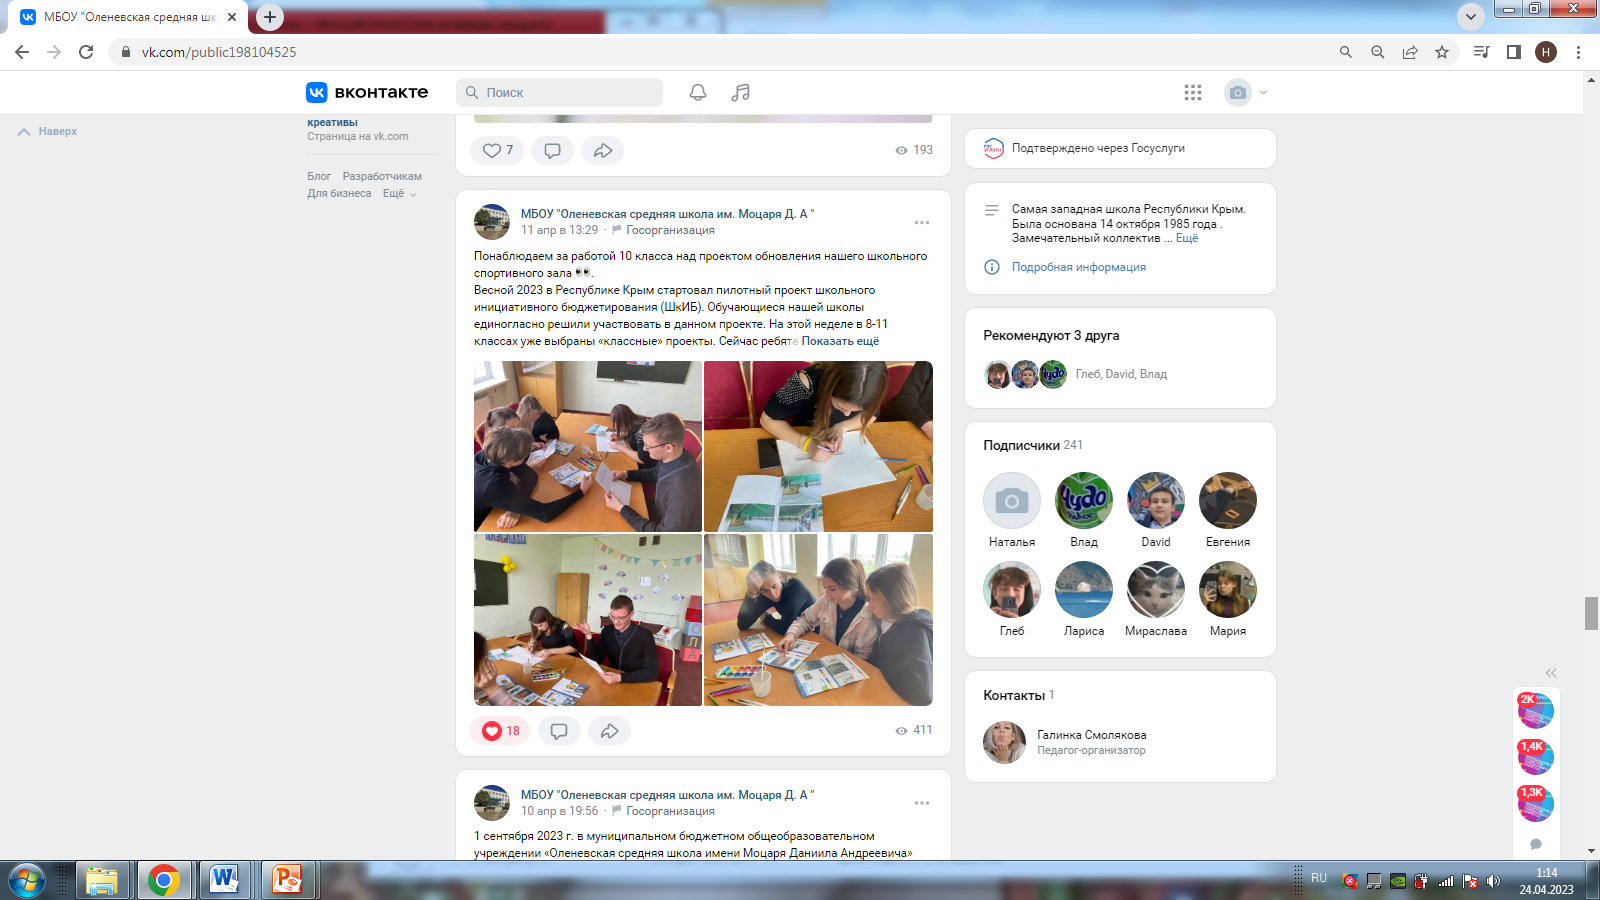 МБОУ "Оленевская средняя шк
vk.com/public198104525
Н
вконтакте
Поиск
Наверх
креативы
Страница на vk.com
Блог Разработчикам
Для бизнеса Ещё
7
193
МБОУ "Оленевская средняя школа им. Моцаря Д. А "
11 апр в 13:29 · Госорганизация
Понаблюдаем за работой 10 класса над проектом обновления нашего школьного
спортивного зала 👀.
Весной 2023 в Республике Крым стартовал пилотный проект школьного
инициативного бюджетирования (ШкИБ). Обучающиеся нашей школы
единогласно решили участвовать в данном проекте. На этой неделе в 8-11
классах уже выбраны «классные» проекты. Сейчас ребята Показать ещё
18
411
МБОУ "Оленевская средняя школа им. Моцаря Д. А "
10 апр в 19:56 · Госорганизация
1 сентября 2023 г. в муниципальном бюджетном общеобразовательном
учреждении «Оленевская средняя школа имени Моцаря Даниила Андреевича»
Подтверждено через Госуслуги
Самая западная школа Республики Крым.
Была основана 14 октября 1985 года .
Замечательный коллектив ... Ещё
Подробная информация
Рекомендуют 3 друга
Глеб, David, Влад
Подписчики 241
Чудо
Наталья Влад David Евгения
Глеб Лариса Мирослава Мария
Контакты 1
Галинка Смолякова
Педагог-организатор
2K
1,4K
1,3K
RU
1:14
24.04.2023